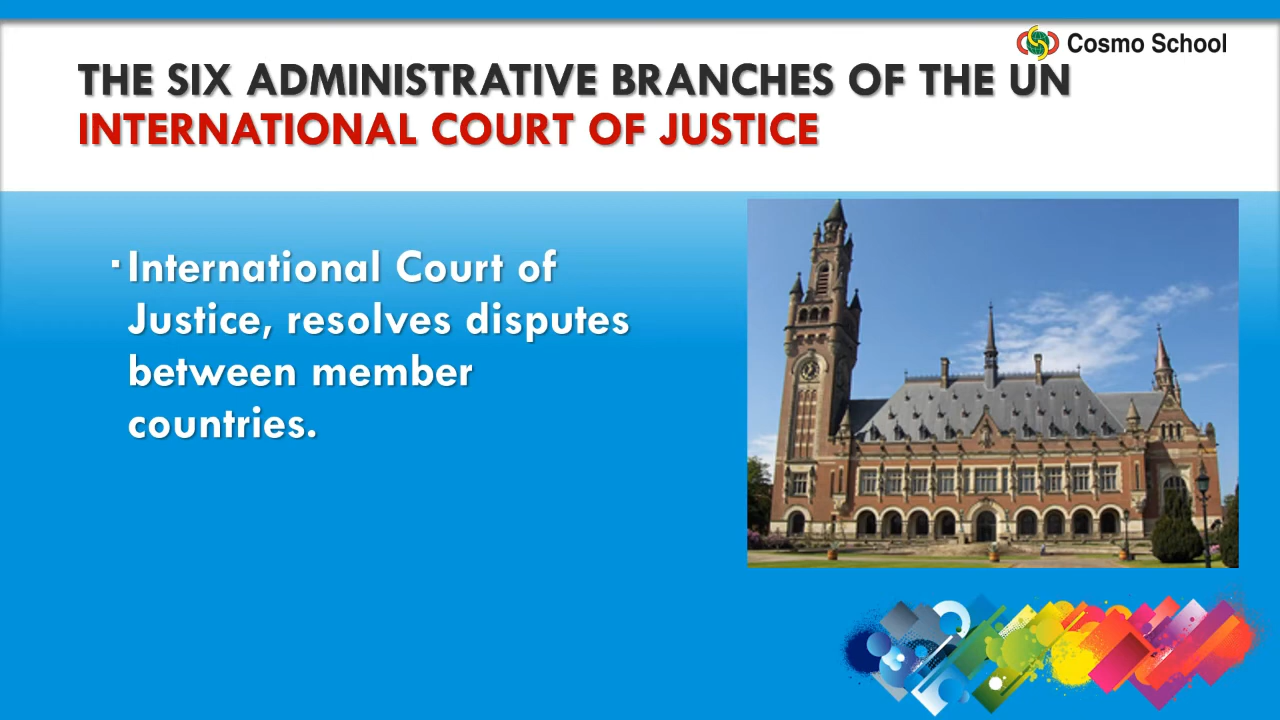 Cosmo School
THE SIX ADMINISTRATIVE BRANCHES OF THE UN
INTERNATIONAL COURT OF JUSTICE
▪ International Court of
Justice, resolves disputes
between member
countries.